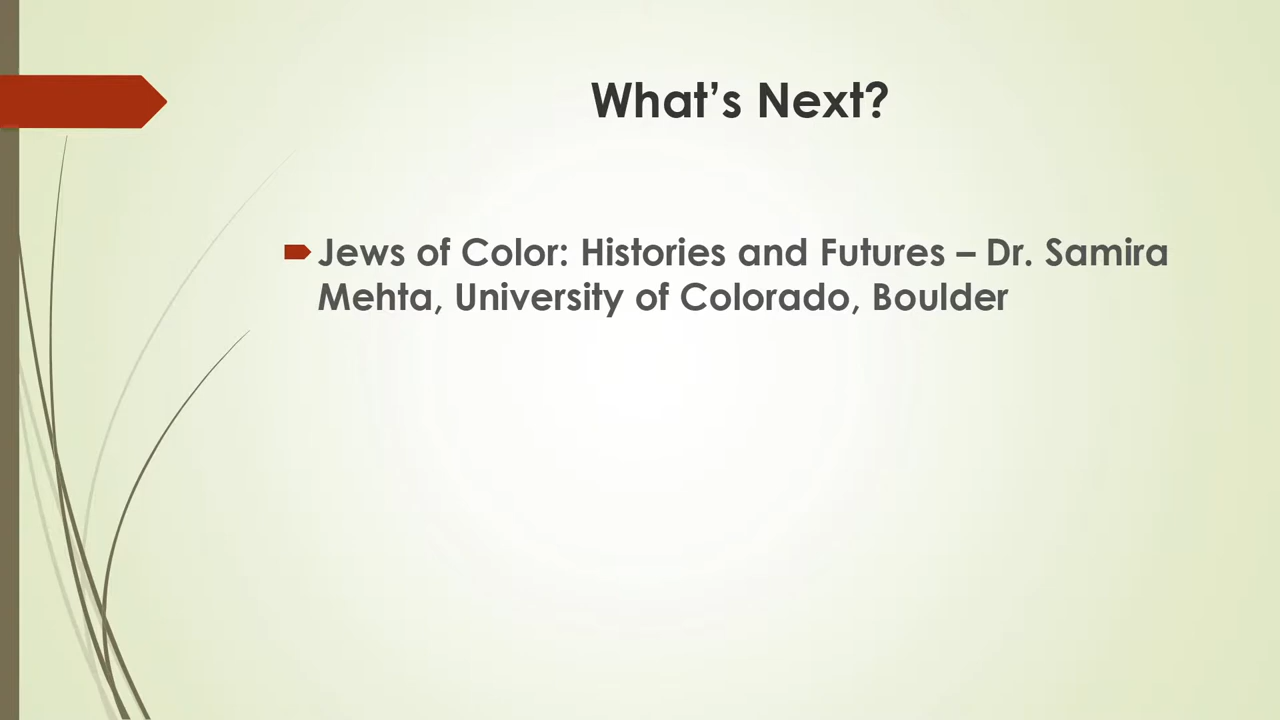 What’s Next?
Jews of Color: Histories and Futures – Dr. Samira
Mehta, University of Colorado, Boulder